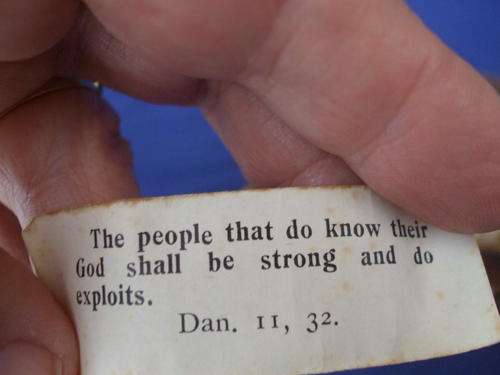 The people that do know their
God shall be strong and do
exploits.
Dan. 11, 32.